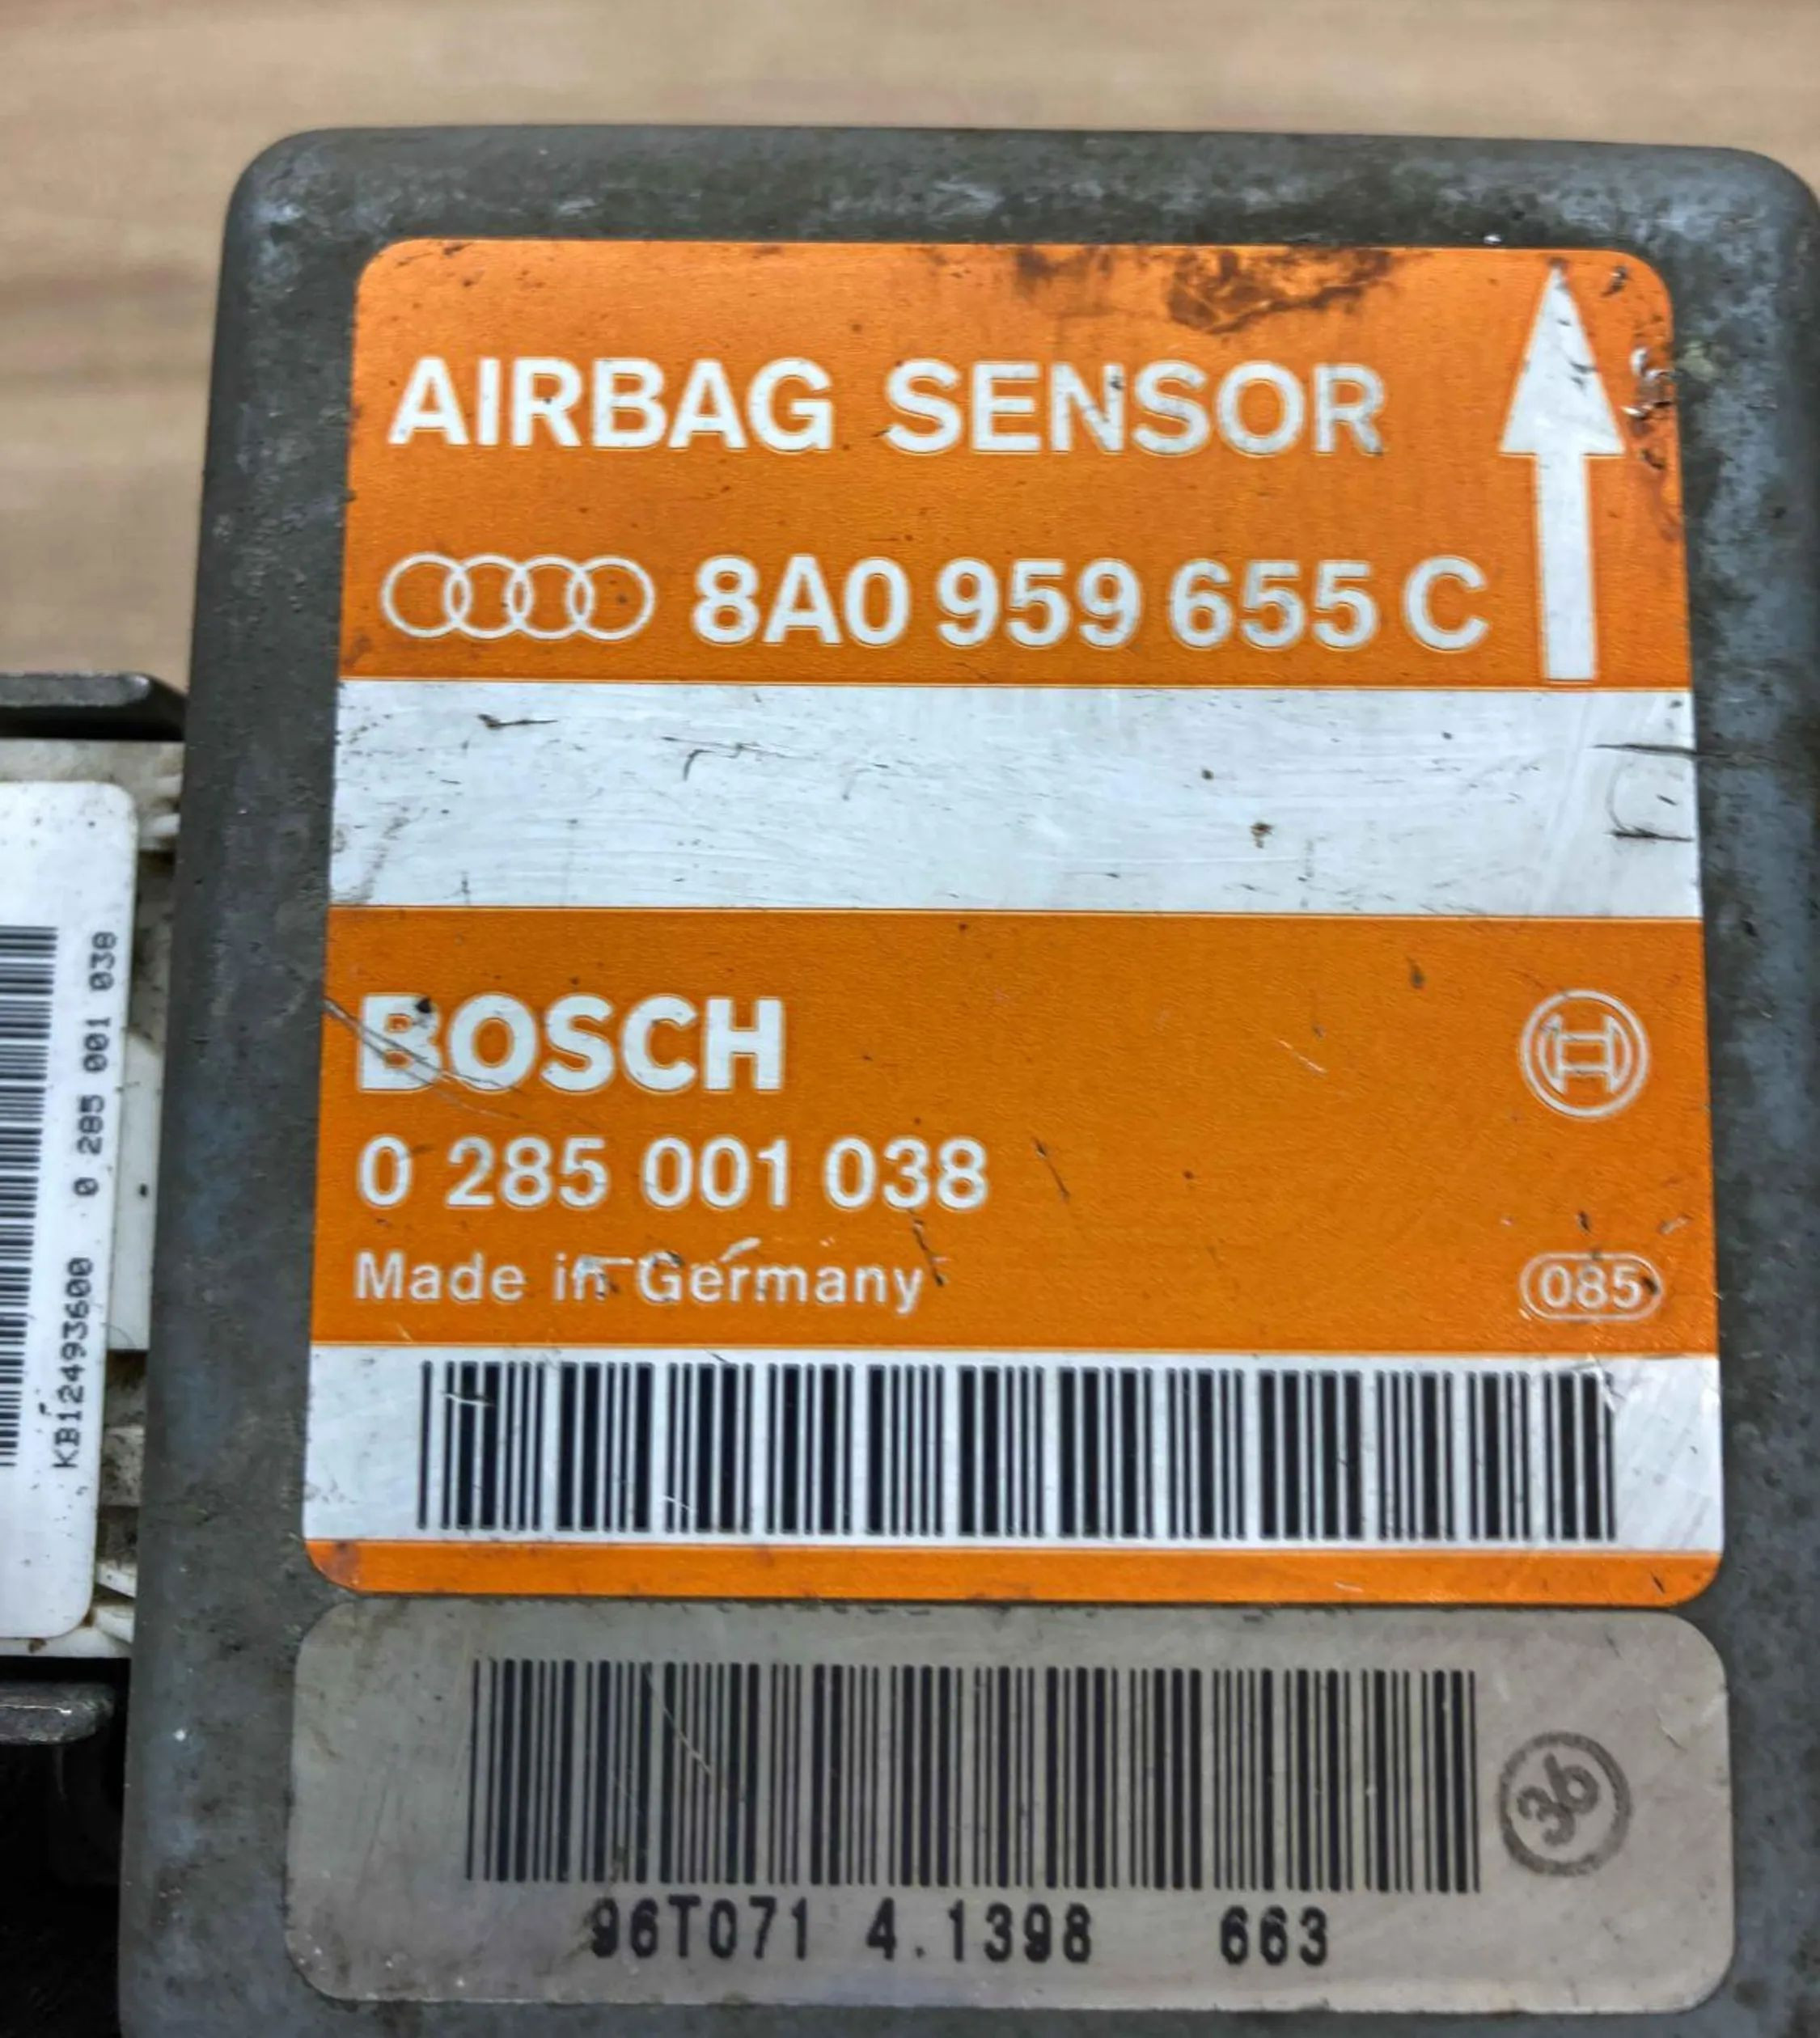 AIRBAG SENSOR
8A0 959 655 C
BOSCH
0 285 001 038
Made in Germany
085
36
96T071 4.1398 663
0 285 001 038
KB12493600